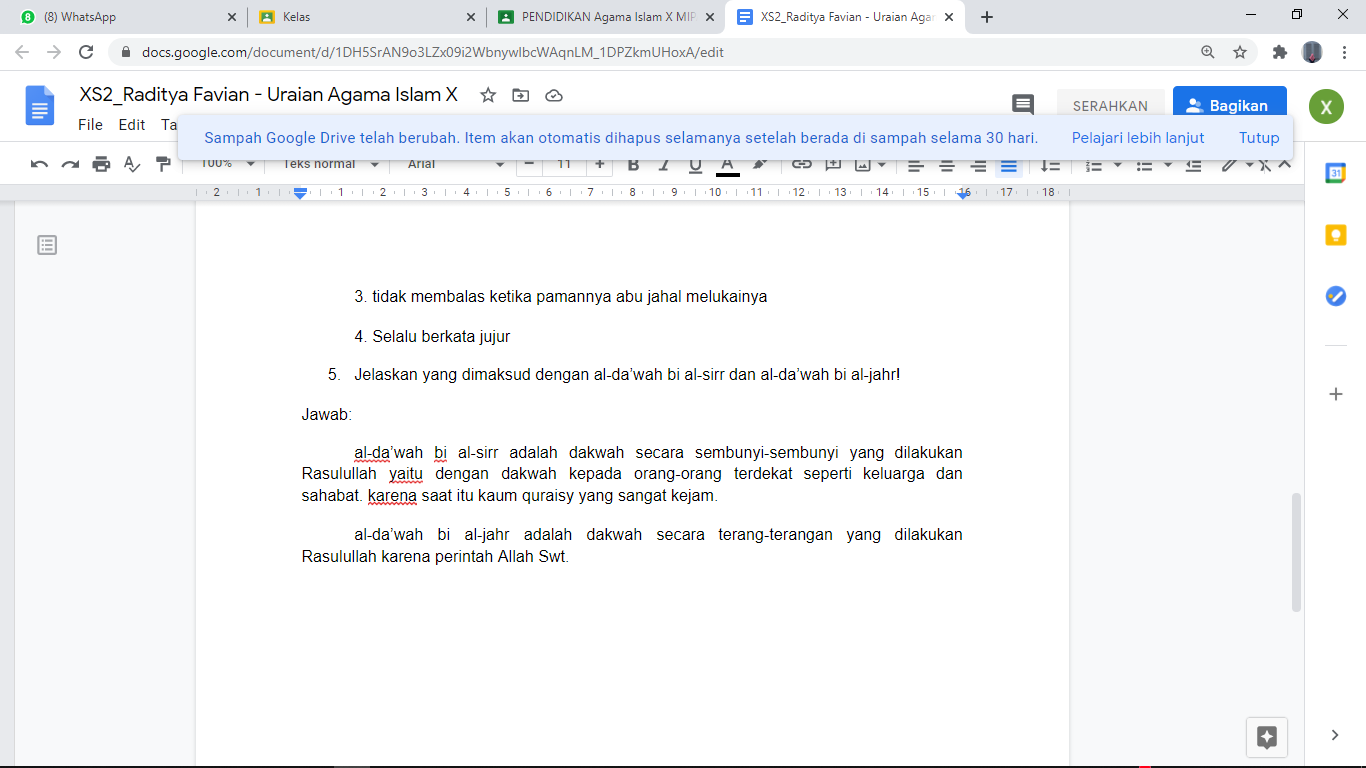 (8) WhatsApp
Kelas
PENDIDIKAN Agama Islam X MIP
XS2_Raditya Favian - Uraian Agar
docs.google.com/document/d/1DH5SrAN9o3LZx09i2WbnywIbcWAqnLM_1DPZkmUHoxA/edit
XS2_Raditya Favian - Uraian Agama Islam X
SERAHKAN
Bagikan
X
File Edit Ta
Sampah Google Drive telah berubah. Item akan otomatis dihapus selamanya setelah berada di sampah selama 30 hari. Pelajari lebih lanjut Tutup
100% Teks normal Arial 11 B I U A
2 1 1 2 3 4 5 6 7 8 9 10 11 12 13 14 15 16 17 18
31
3. tidak membalas ketika pamannya abu jahal melukainya
4. Selalu berkata jujur
5. Jelaskan yang dimaksud dengan al-da’wah bi al-sirr dan al-da’wah bi al-jahr!
Jawab:
al-da’wah bi al-sirr adalah dakwah secara sembunyi-sembunyi yang dilakukan
Rasulullah yaitu dengan dakwah kepada orang-orang terdekat seperti keluarga dan
sahabat. karena saat itu kaum quraisy yang sangat kejam.
al-da’wah bi al-jahr adalah dakwah secara terang-terangan yang dilakukan
Rasulullah karena perintah Allah Swt.